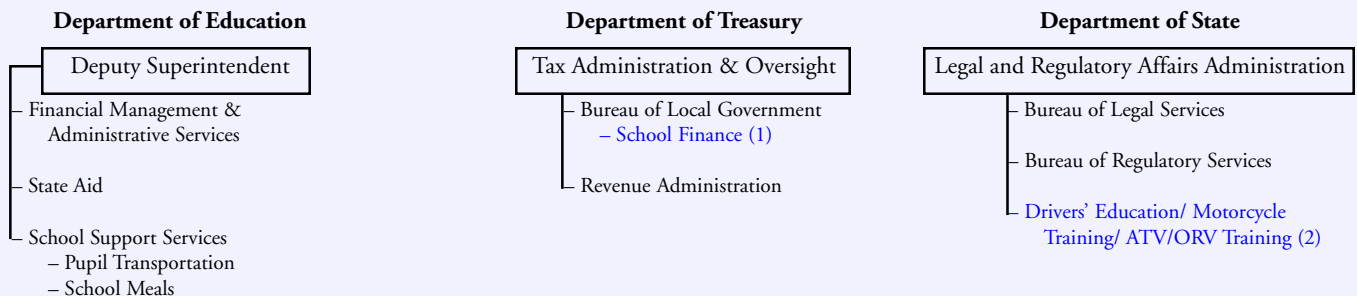 Department of Education
Deputy Superintendent
– Financial Management &
Administrative Services
– State Aid
– School Support Services
– Pupil Transportation
– School Meals
Department of Treasury
Tax Administration & Oversight
– Bureau of Local Government
– School Finance (1)
– Revenue Administration
Department of State
Legal and Regulatory Affairs Administration
– Bureau of Legal Services
– Bureau of Regulatory Services
– Drivers’ Education/ Motorcycle
Training/ ATV/ORV Training (2)